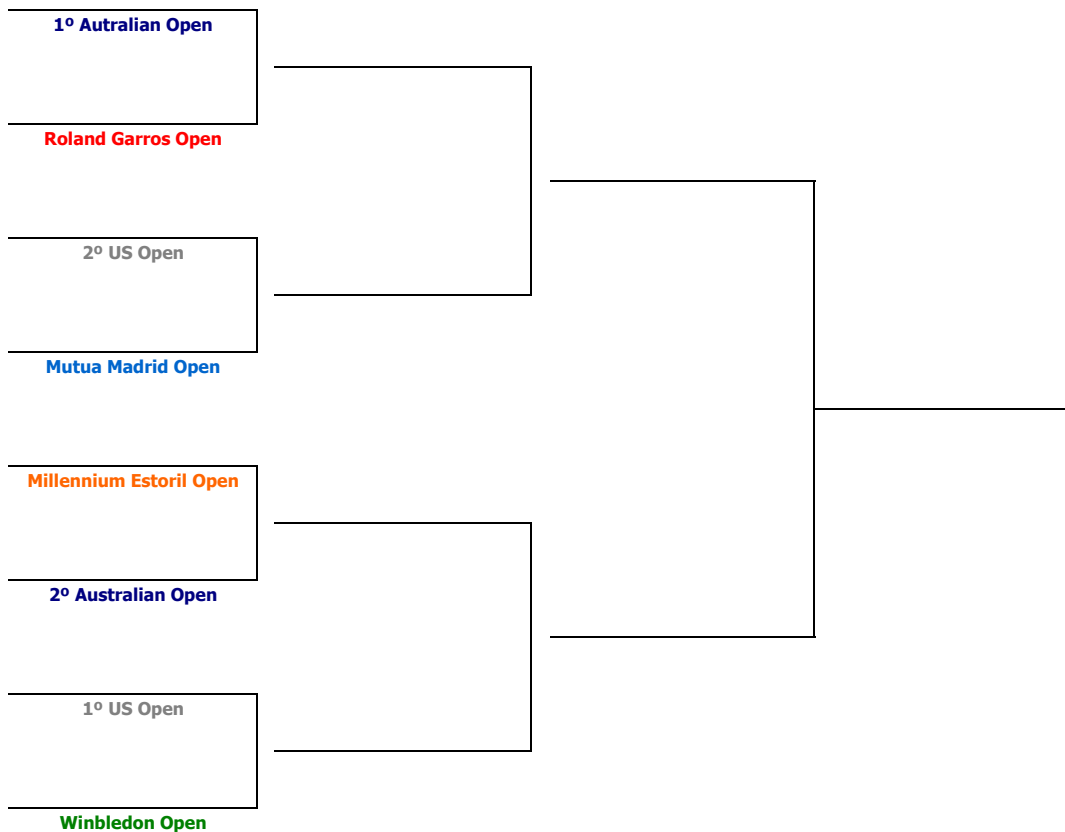 1º Autralian Open
Roland Garros Open
2º US Open
Mutua Madrid Open
Millennium Estoril Open
2º Australian Open
1º US Open
Winbledon Open